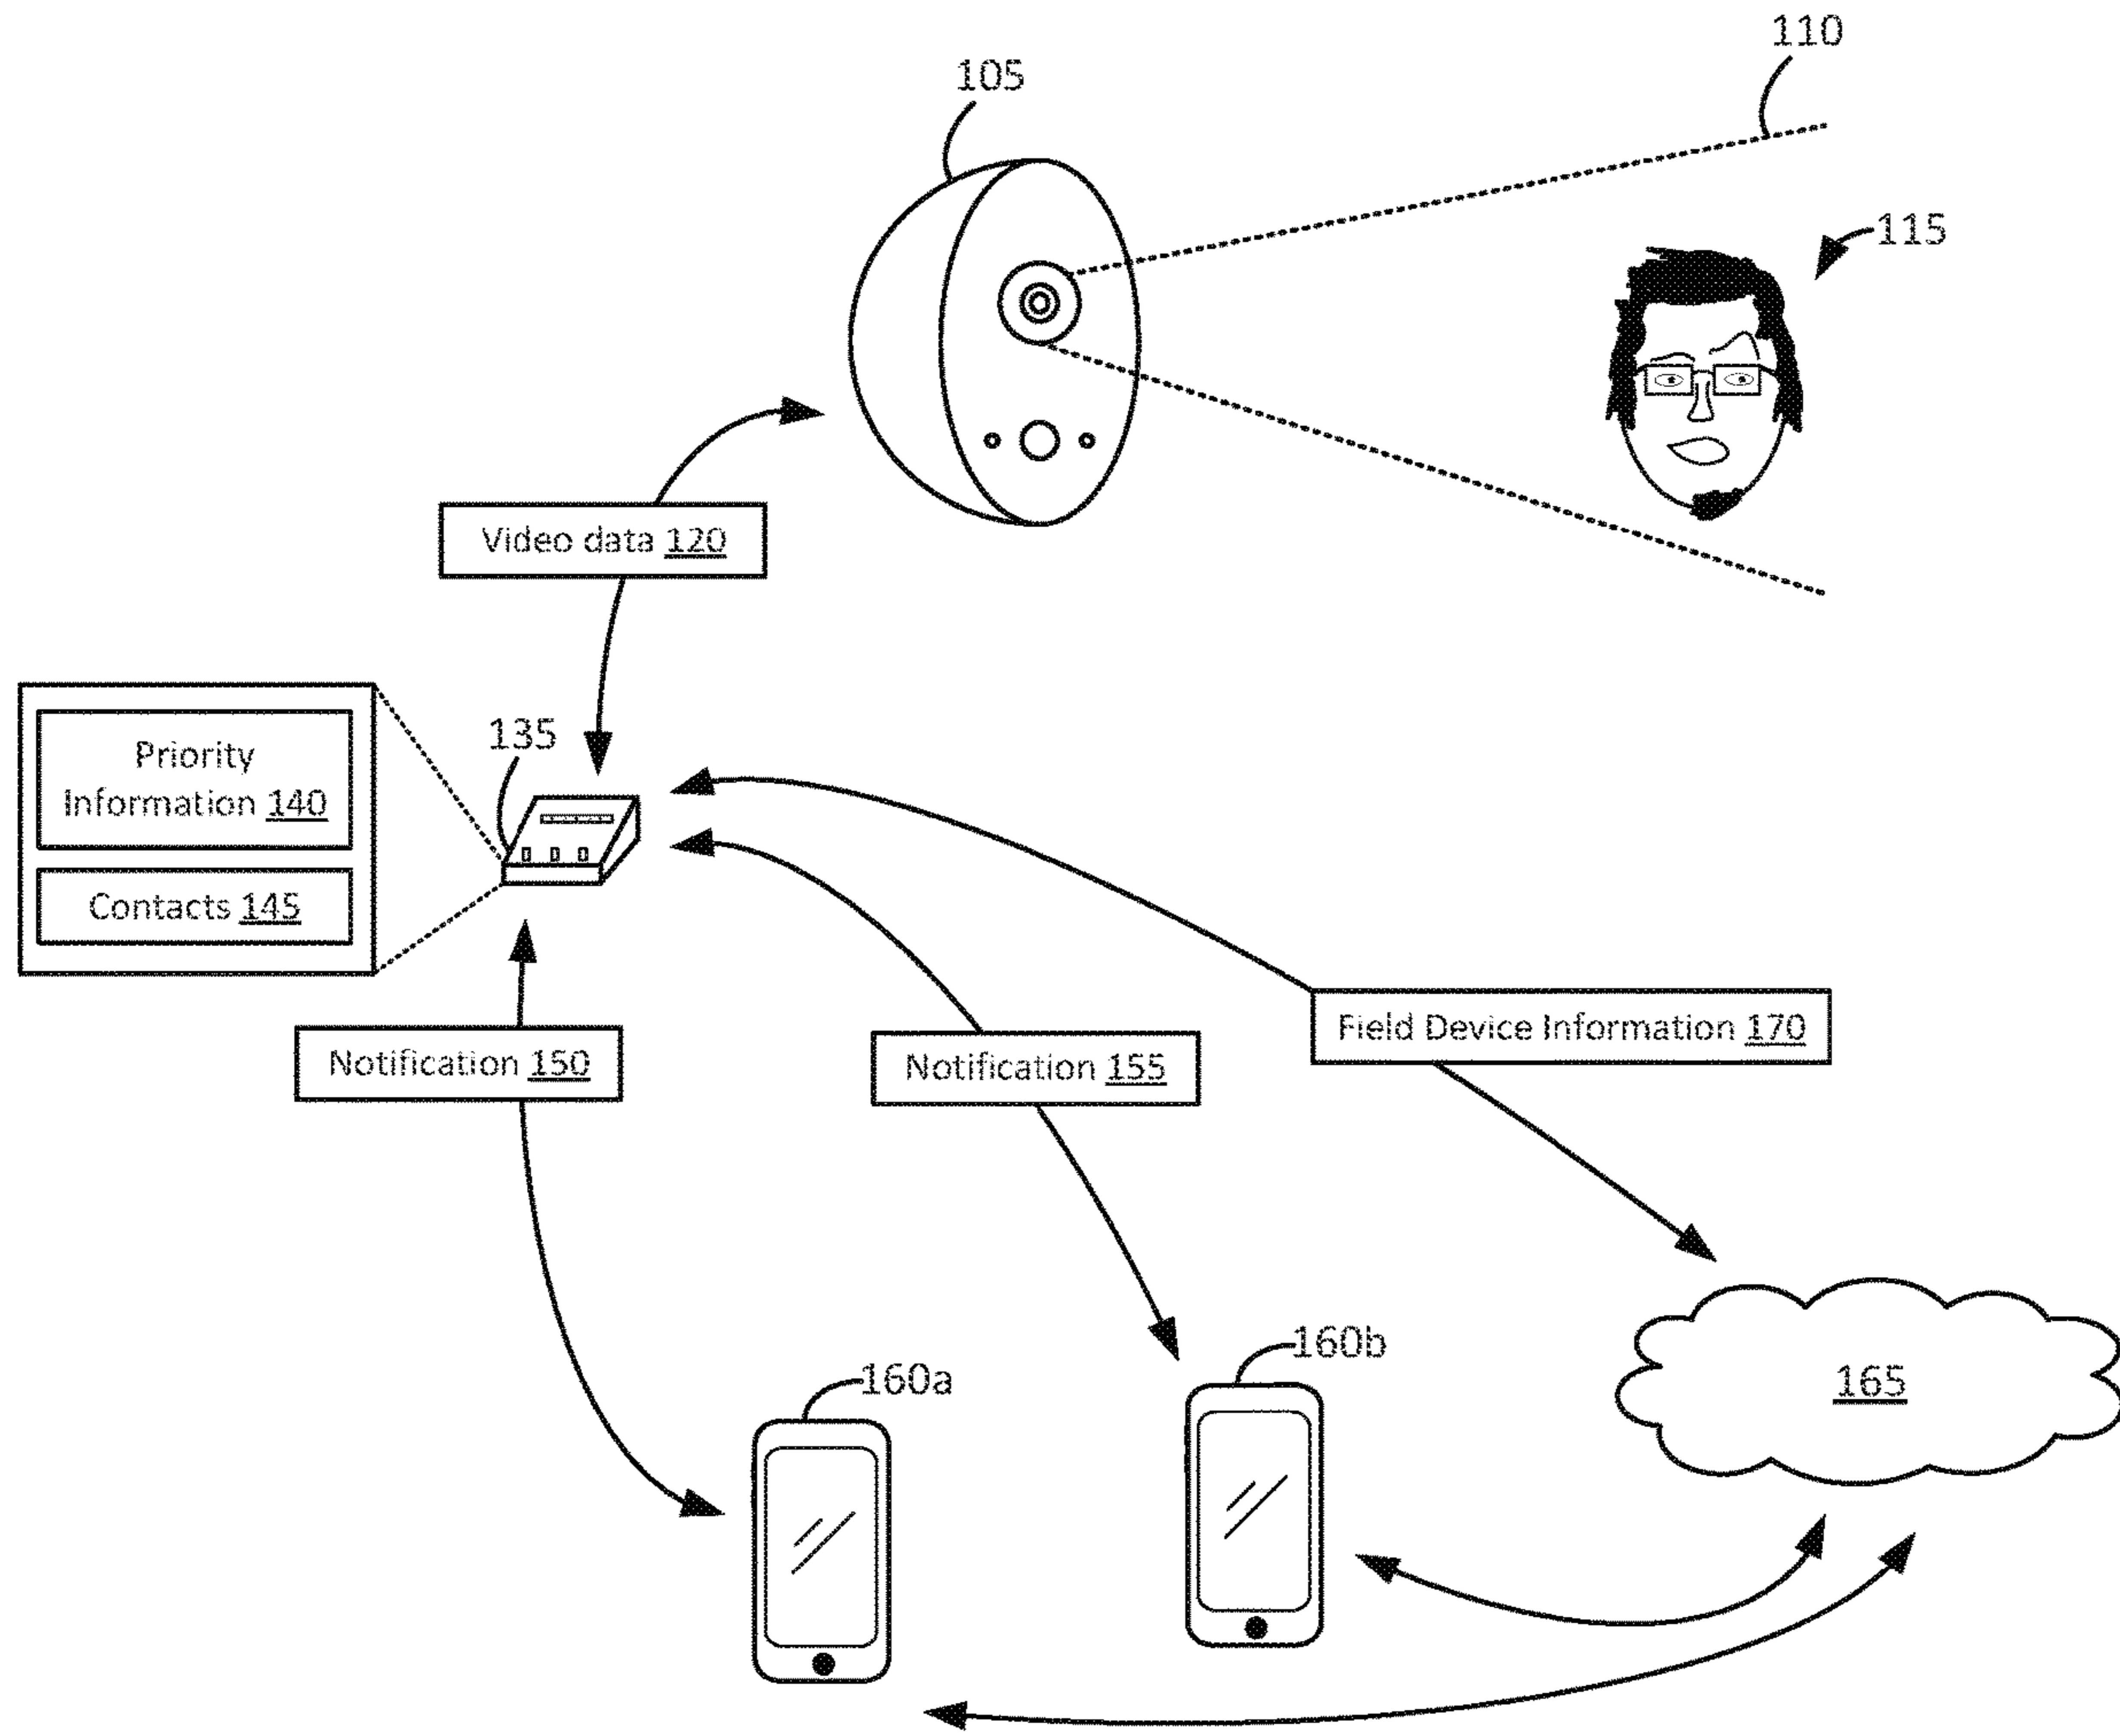 110
105
115
Video data 120
135
Priority
Information 140
Contacts 145
Field Device Information 170
Notification 150
Notification 155
160b
160a
165